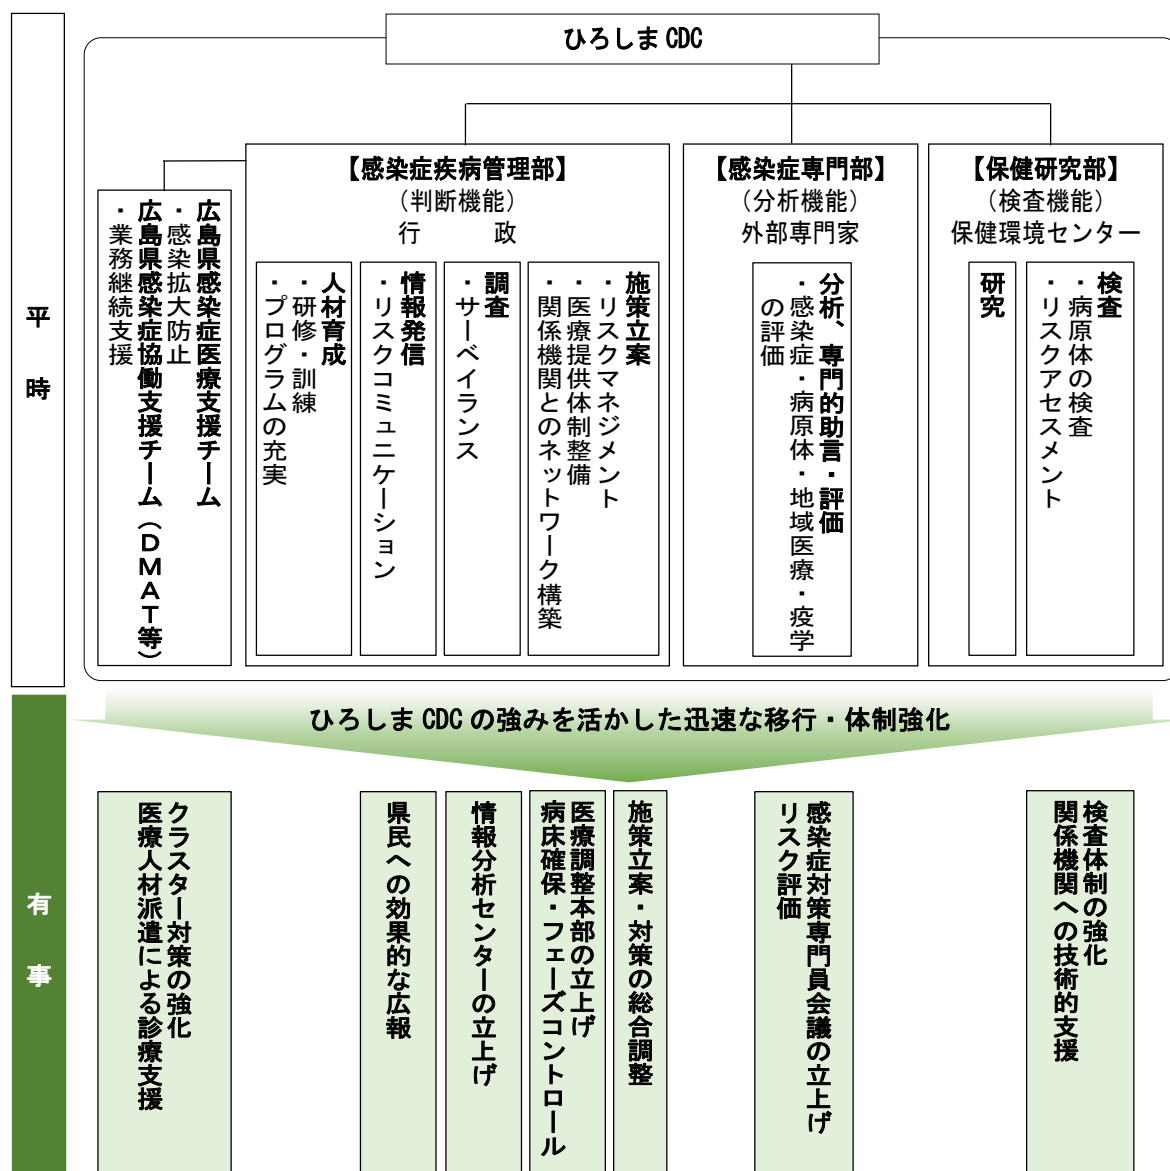 平時
ひろしまCDC
【感染症疾病管理部】
（判断機能）
行　政
施策立案
・リスクマネジメント
・医療提供体制整備
・関係機関とのネットワーク構築
調査
・サーベイランス
情報発信
・リスクコミュニケーション
人材育成
・研修・訓練
・プログラムの充実
広島県感染症医療支援チーム
・感染拡大防止
広島県感染症協働支援チーム（DMAT等）
・業務継続支援
【感染症専門部】
（分析機能）
外部専門家
分析、専門的助言・評価
・感染症・病原体・地域医療・疫学
の評価
【保健研究部】
（検査機能）
保健環境センター
検査
・病原体の検査
・リスクアセスメント
研究
ひろしまCDCの強みを活かした迅速な移行・体制強化
有事
クラスター対策の強化
医療人材派遣による診療支援
県民への効果的な広報
情報分析センターの立上げ
医療調整本部の立上げ
病床確保・フェーズコントロール
施策立案・対策の総合調整
感染症対策専門員会議の立上げ
リスク評価
検査体制の強化
関係機関への技術的支援